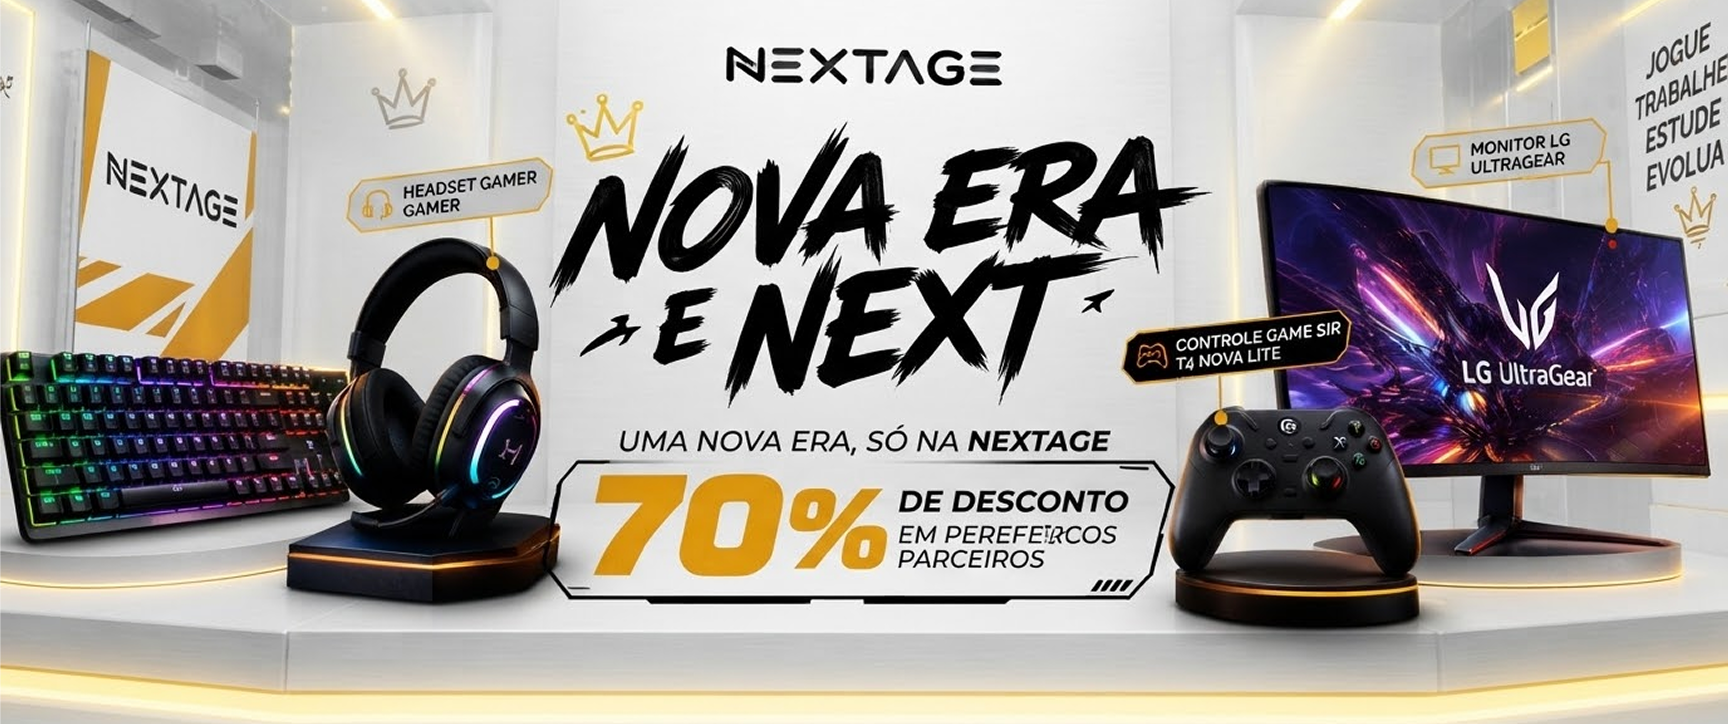 NEXTAGE
NOVA ERA
E NEXT
UMA NOVA ERA, SÓ NA NEXTAGE
70% DE DESCONTO
EM
PARCEIROS
NEXTAGE
HEADSET GAMER
GAMER
MONITOR LG
ULTRAGEAR
CONTROLE GAME SIR
T4 NOVA LITE
LG UltraGear
JOGUE
TRABALHE
ESTUDE
EVOLUA